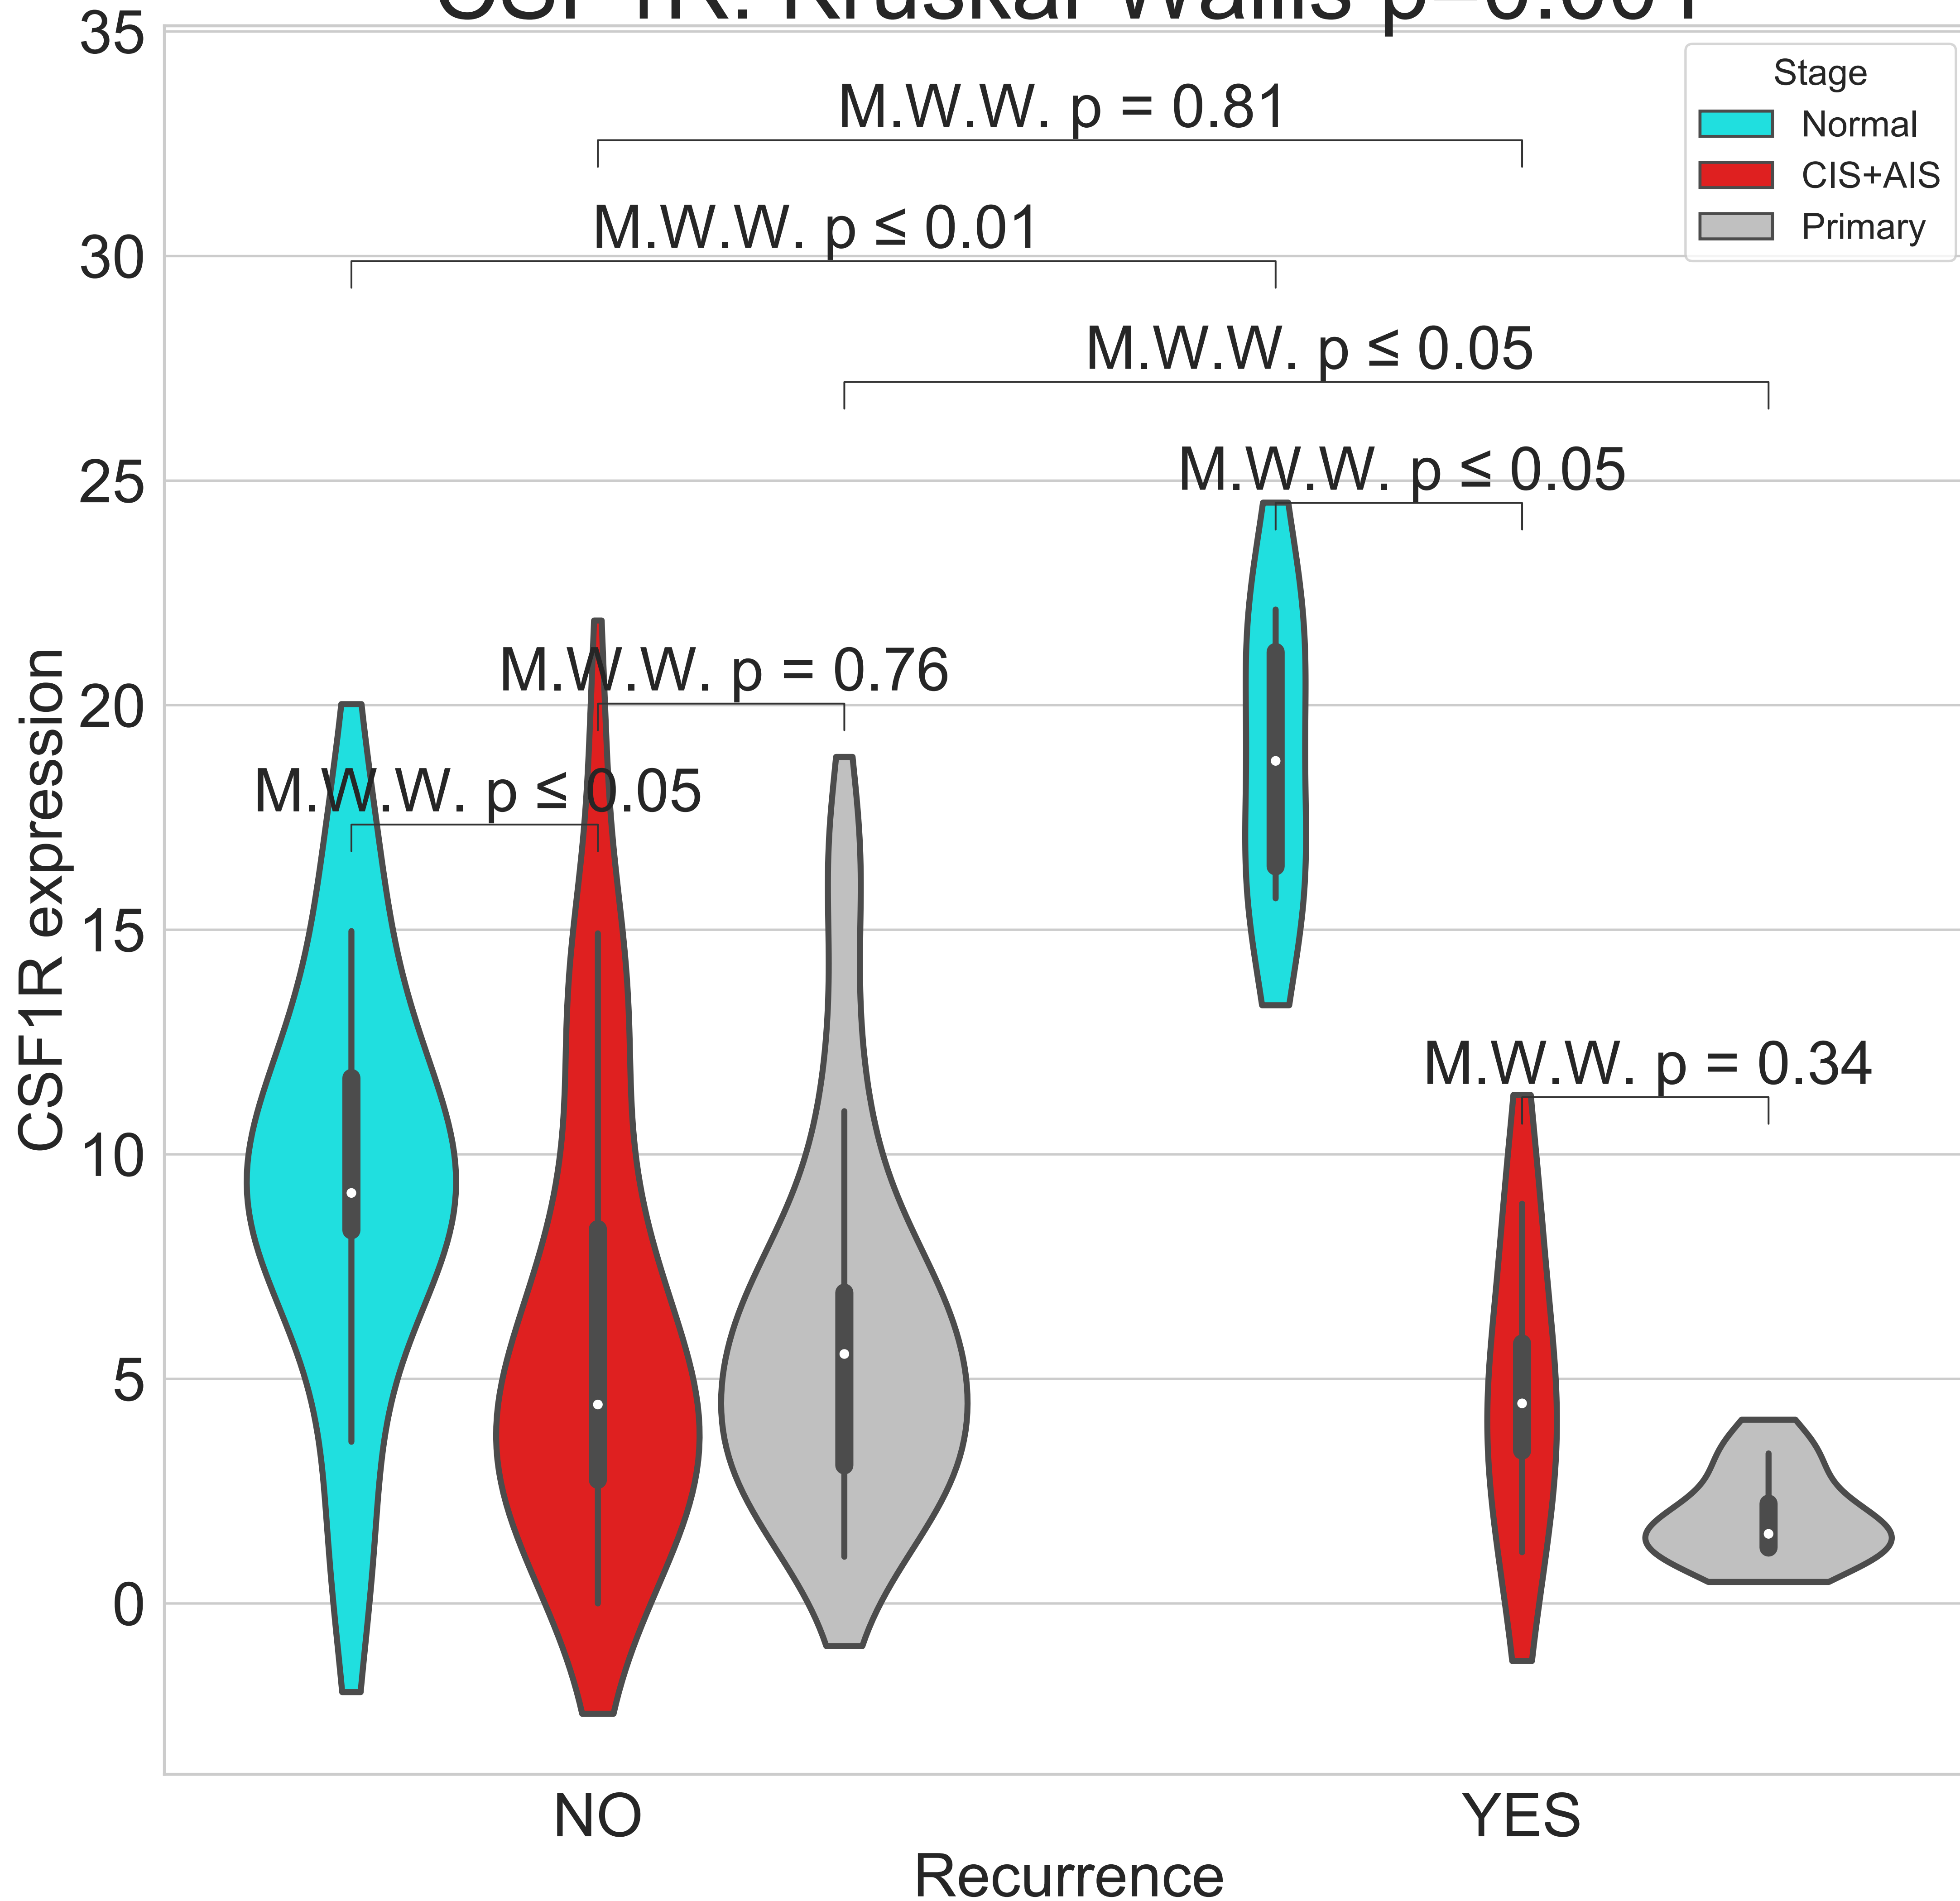 35
30
25
20
15
10
5
0
CSF1R expression
M.W.W. p = 0.81
M.W.W. p ≤ 0.01
M.W.W. p ≤ 0.05
M.W.W. p ≤ 0.05
M.W.W. p = 0.76
M.W.W. p ≤ 0.05
M.W.W. p = 0.34
Stage
Normal
CIS+AIS
Primary
NO
YES
Recurrence